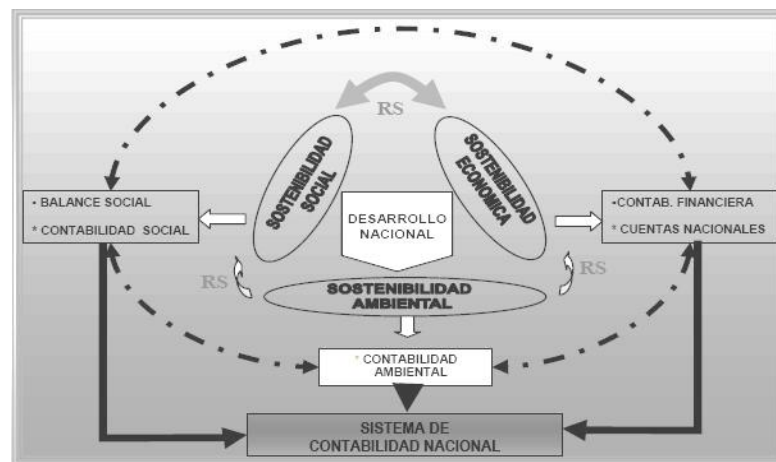 RS
SOSTENIBILIDAD
SOCIAL
SOSTENIBILIDAD
ECONOMICA
• BALANCE SOCIAL
* CONTABILIDAD SOCIAL
DESARROLLO
NACIONAL
•CONTAB. FINANCIERA
* CUENTAS NACIONALES
RS
RS
SOSTENIBILIDAD
AMBIENTAL
* CONTABILIDAD
AMBIENTAL
SISTEMA DE
CONTABILIDAD NACIONAL